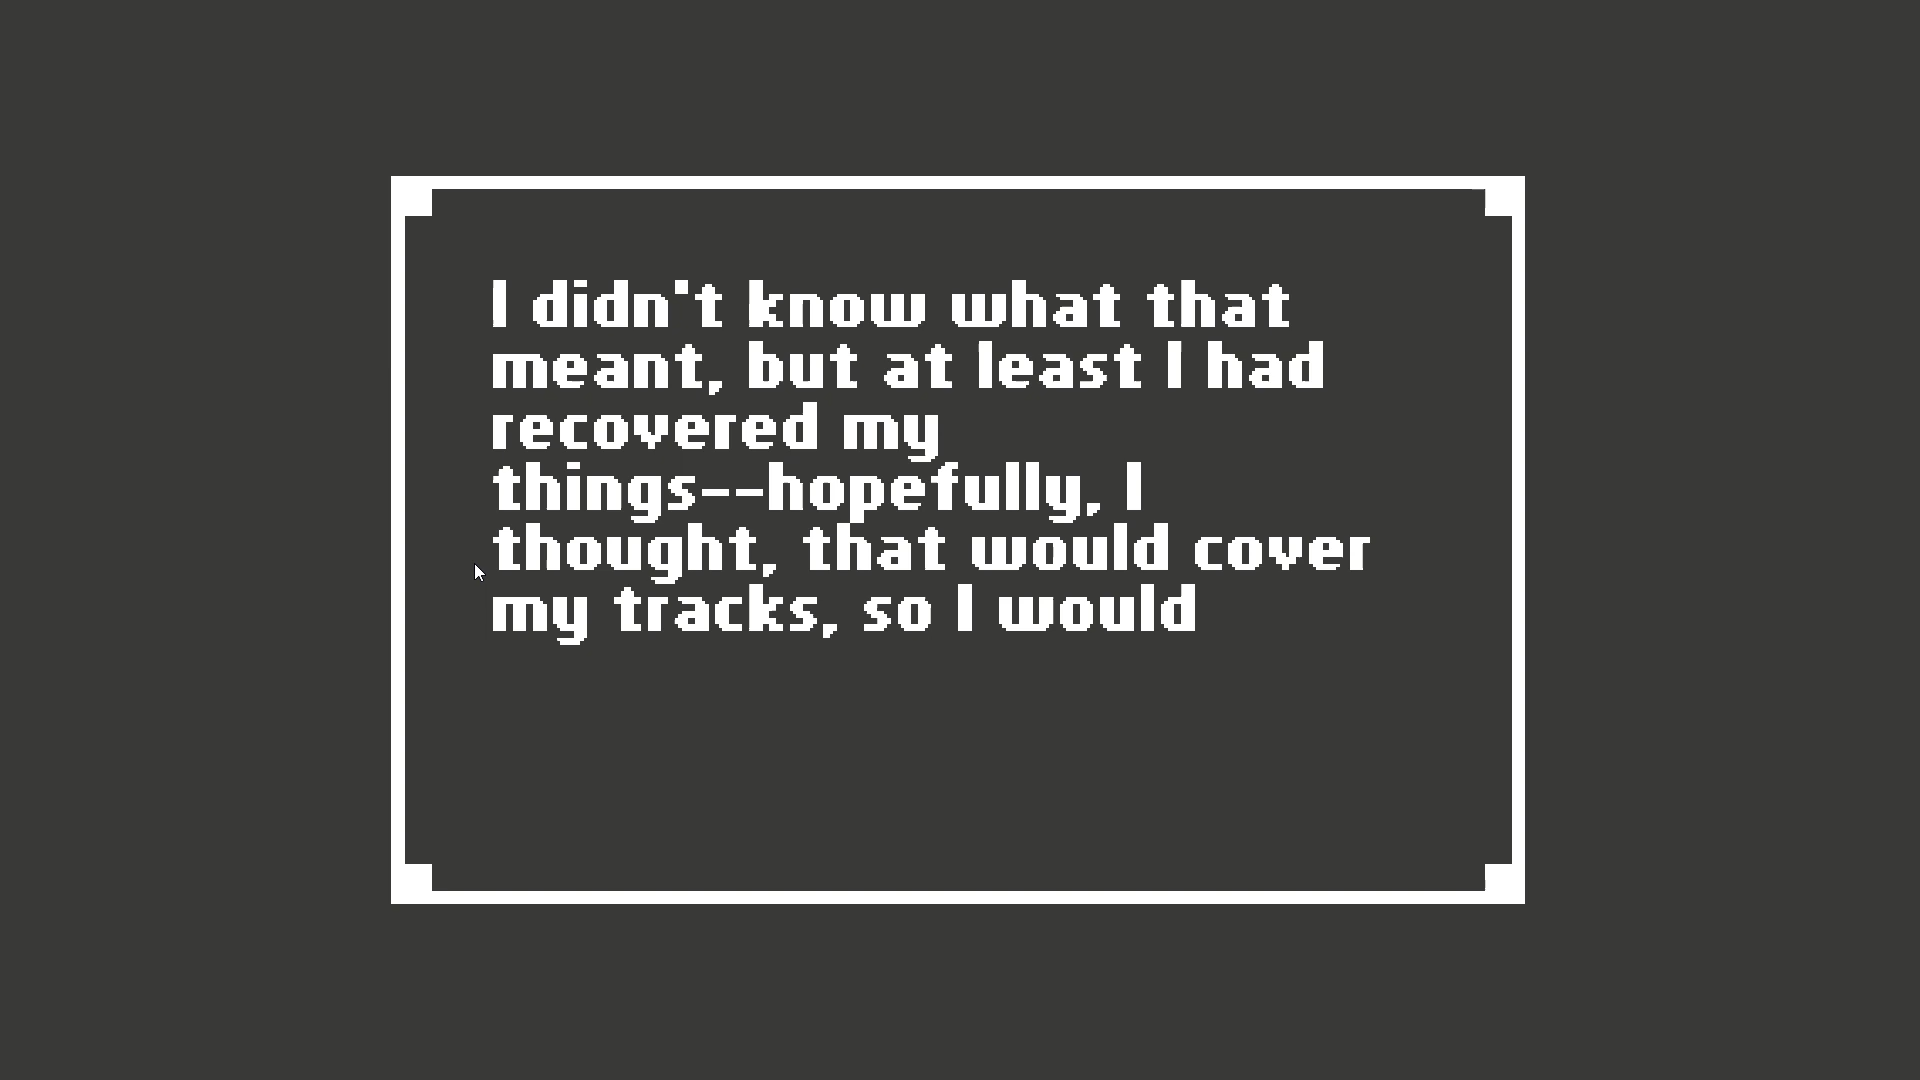 I didn't know what that
meant, but at least I had
recovered my
things--hopefully, I
thought, that would cover
my tracks, so I would